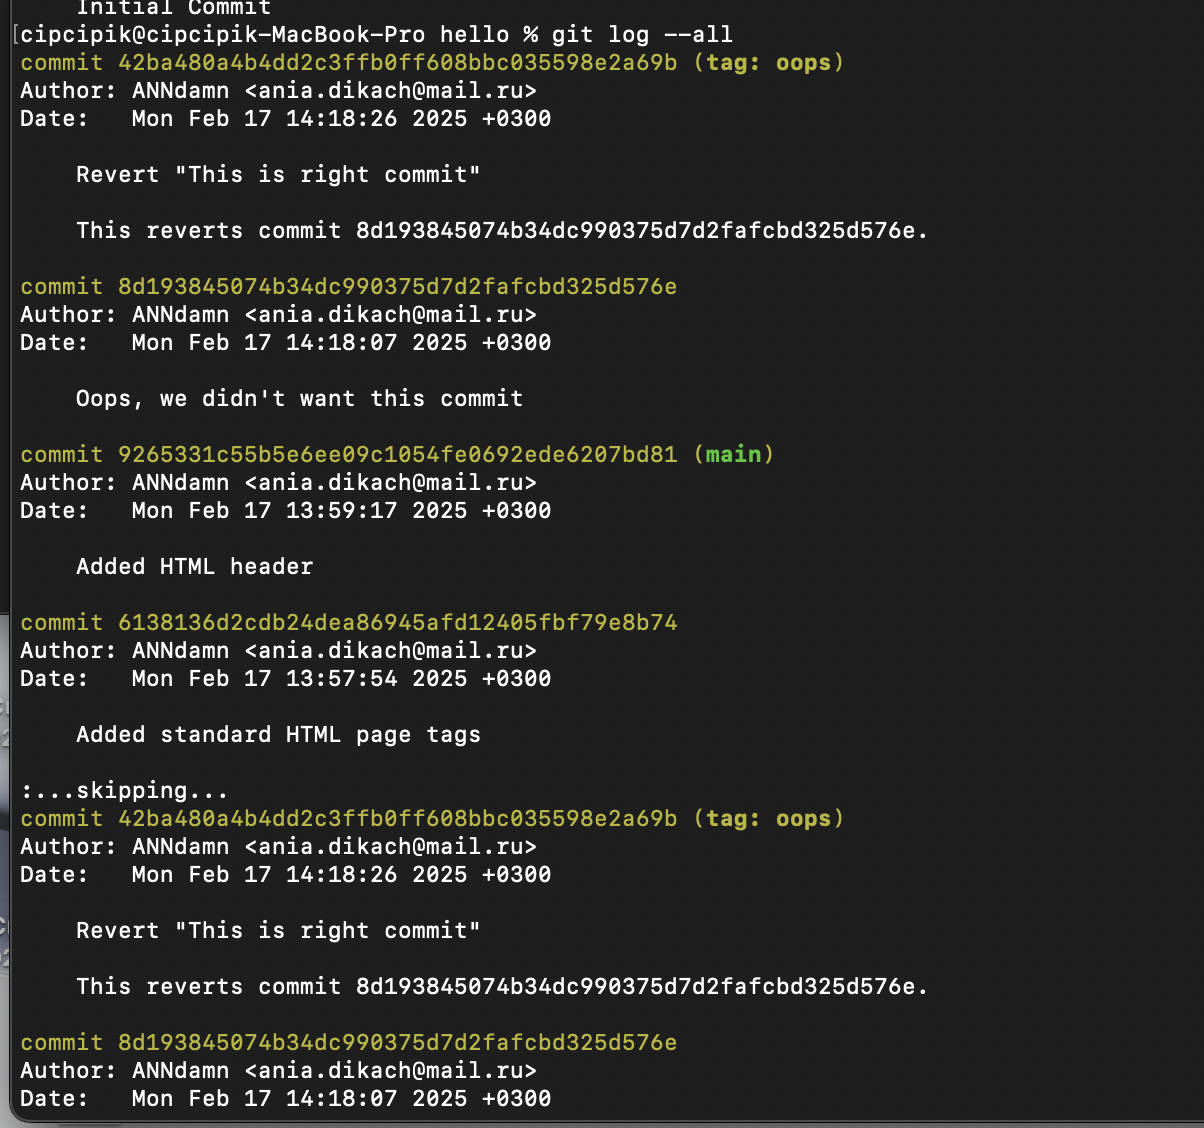 Initial Commit
[cipcipik@cipcipik-MacBook-Pro hello % git log --all
commit 42ba480a4b4dd2c3ffb0ff608bbc035598e2a69b (tag: oops)
Author: ANNdamn <ania.dikach@mail.ru>
Date:   Mon Feb 17 14:18:26 2025 +0300
Revert "This is right commit"
This reverts commit 8d193845074b34dc990375d7d2fafcbd325d576e.
commit 8d193845074b34dc990375d7d2fafcbd325d576e
Author: ANNdamn <ania.dikach@mail.ru>
Date:   Mon Feb 17 14:18:07 2025 +0300
Oops, we didn't want this commit
commit 9265331c55b5e6ee09c1054fe0692ede6207bd81 (main)
Author: ANNdamn <ania.dikach@mail.ru>
Date:   Mon Feb 17 13:59:17 2025 +0300
Added HTML header
commit 6138136d2cdb24dea86945afd12405fbf79e8b74
Author: ANNdamn <ania.dikach@mail.ru>
Date:   Mon Feb 17 13:57:54 2025 +0300
Added standard HTML page tags
:...skipping...
commit 42ba480a4b4dd2c3ffb0ff608bbc035598e2a69b (tag: oops)
Author: ANNdamn <ania.dikach@mail.ru>
Date:   Mon Feb 17 14:18:26 2025 +0300
Revert "This is right commit"
This reverts commit 8d193845074b34dc990375d7d2fafcbd325d576e.
commit 8d193845074b34dc990375d7d2fafcbd325d576e
Author: ANNdamn <ania.dikach@mail.ru>
Date:   Mon Feb 17 14:18:07 2025 +0300